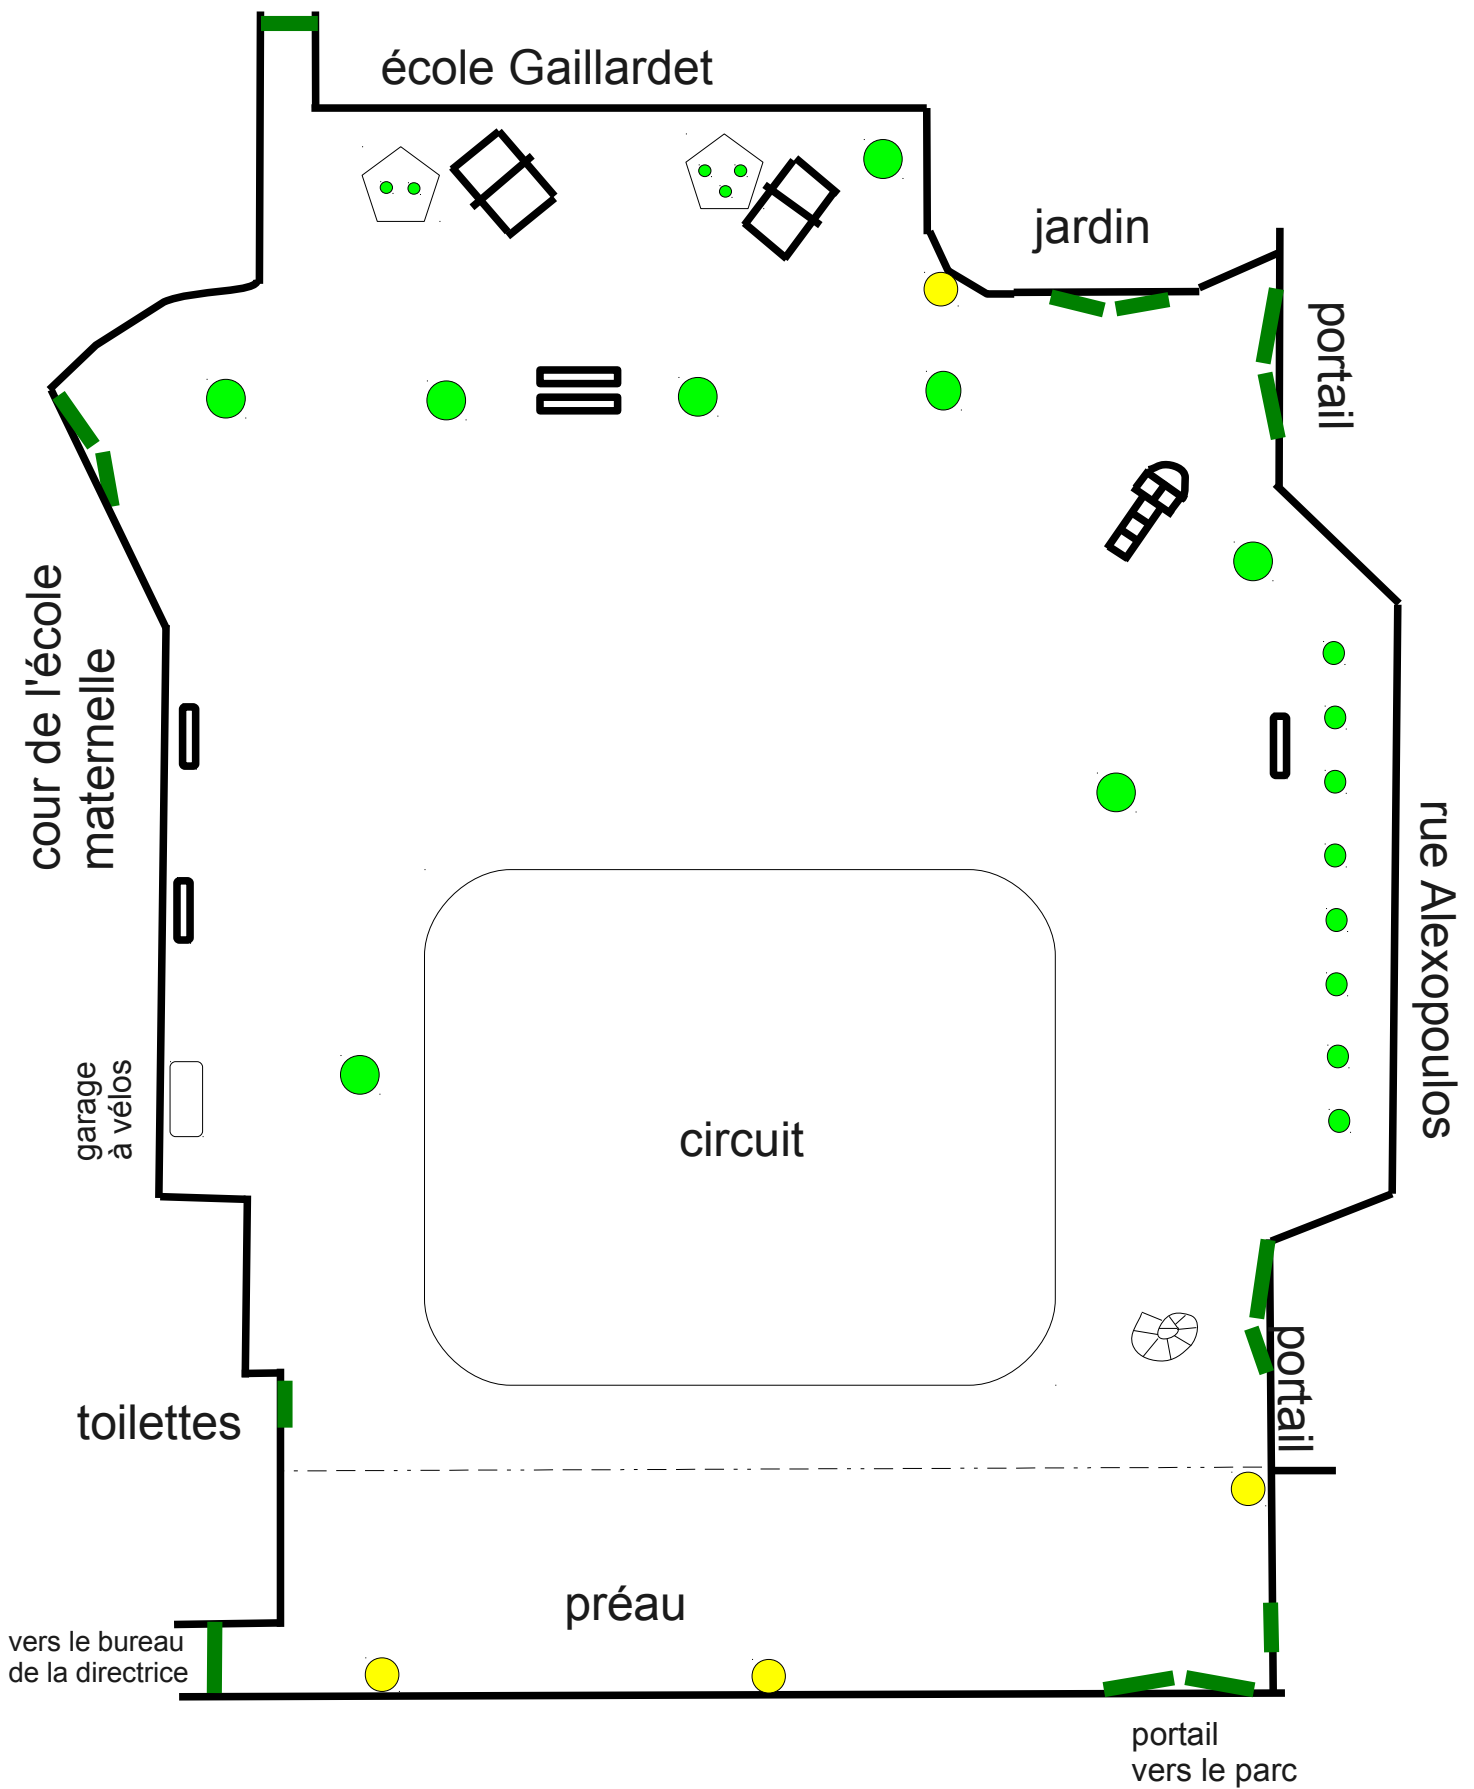 école Gaillardet
jardin
portail
cour de l'école
maternelle
rue Alexopoulos
garage
à vélos
circuit
portail
toilettes
préau
vers le bureau
de la directrice
portail
vers le parc